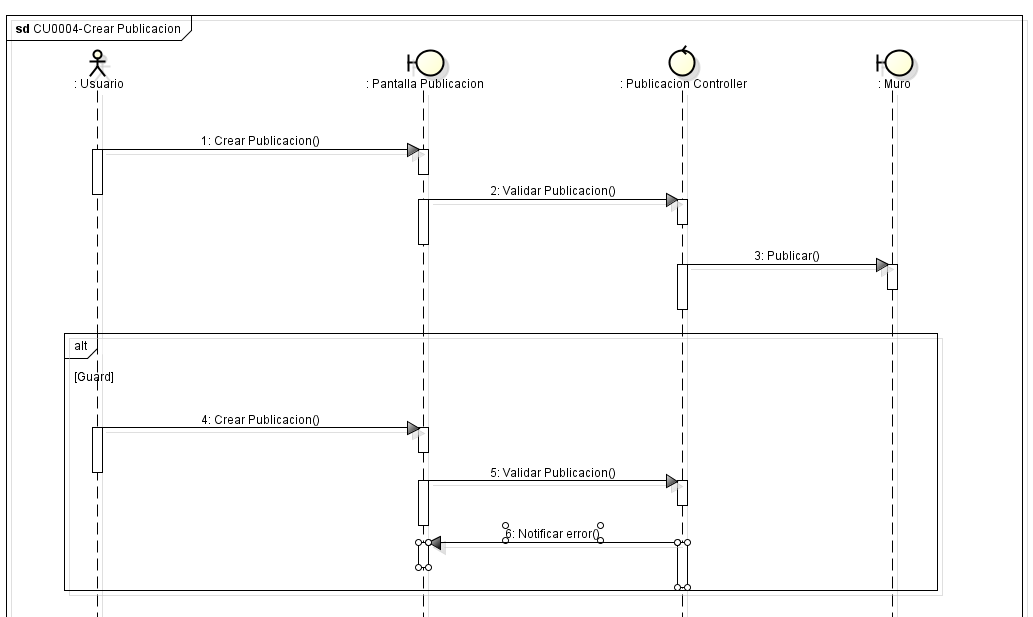 sd CU0004-Crear Publicacion
: Usuario
: Pantalla Publicacion
: Publicacion Controller
: Muro
1: Crear Publicacion()
2: Validar Publicacion()
3: Publicar()
alt
[Guard]
4: Crear Publicacion()
5: Validar Publicacion()
6: Notificar error()